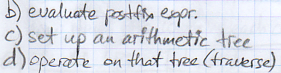 b) evaluate postfix expr.
c) set up an arithmetic tree
d) operate on that tree (traverse)